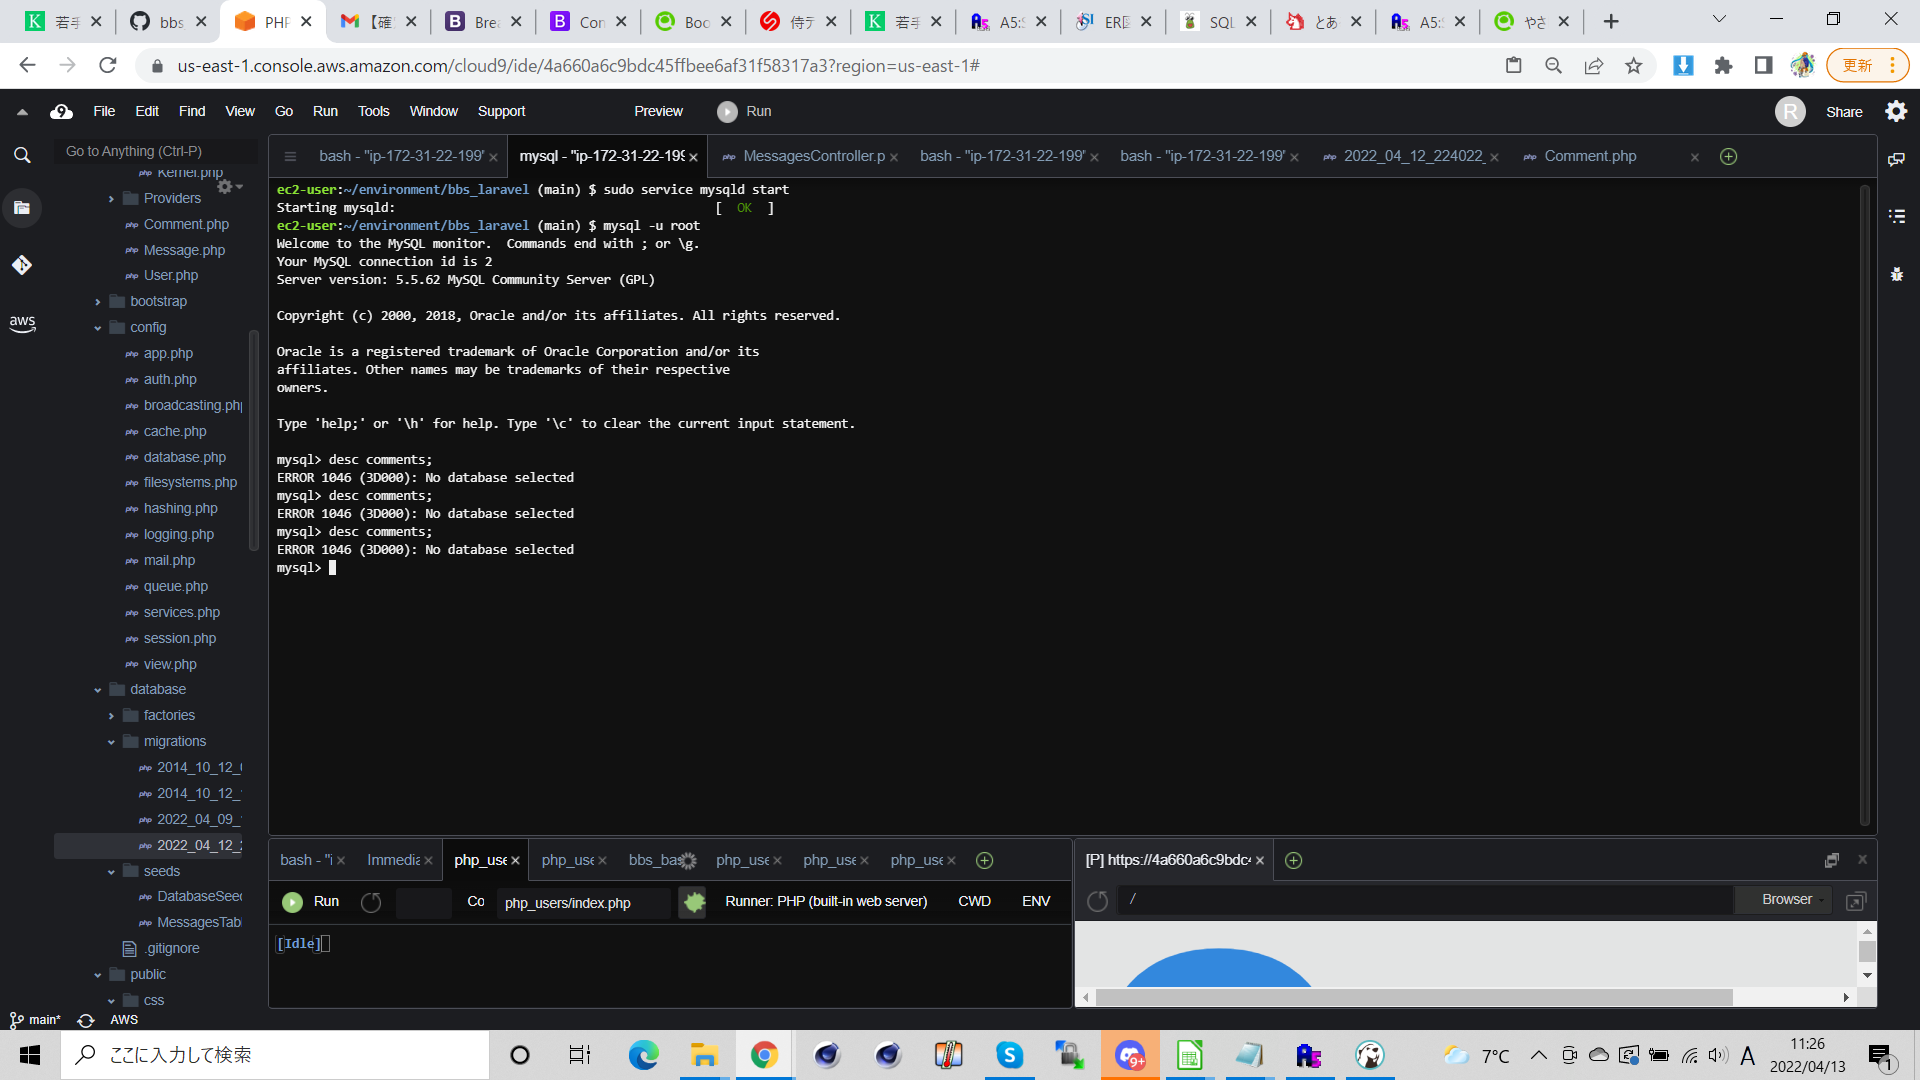 若手
bbs_
PHP
【確
Brea
Con
Boo
侍テ
若手
A5:S
ER図
SQL
とあ
A5:S
やさ
us-east-1.console.aws.amazon.com/cloud9/ide/4a660a6c9bdc45ffbee6af31f58317a3?region=us-east-1#
更新
File Edit Find View Go Run Tools Window Support Preview Run
R Share
Go to Anything (Ctrl-P)
bash - "ip-172-31-22-199"
mysql - "ip-172-31-22-199
MessagesController.p
bash - "ip-172-31-22-199"
bash - "ip-172-31-22-199"
2022_04_12_224022_
Comment.php
aws
Kernel.php
Providers
Comment.php
Message.php
User.php
bootstrap
config
app.php
auth.php
broadcasting.php
cache.php
database.php
filesystems.php
hashing.php
logging.php
mail.php
queue.php
services.php
session.php
view.php
database
factories
migrations
2014_10_12_0
2014_10_12_
2022_04_09_
2022_04_12_2
seeds
DatabaseSeed
MessagesTabl
.gitignore
public
css
ec2-user:~/environment/bbs_laravel (main) $ sudo service mysqld start
Starting mysqld: [ OK ]
ec2-user:~/environment/bbs_laravel (main) $ mysql -u root
Welcome to the MySQL monitor.  Commands end with ; or \g.
Your MySQL connection id is 2
Server version: 5.5.62 MySQL Community Server (GPL)
Copyright (c) 2000, 2018, Oracle and/or its affiliates. All rights reserved.
Oracle is a registered trademark of Oracle Corporation and/or its
affiliates. Other names may be trademarks of their respective
owners.
Type 'help;' or '\h' for help. Type '\c' to clear the current input statement.
mysql> desc comments;
ERROR 1046 (3D000): No database selected
mysql> desc comments;
ERROR 1046 (3D000): No database selected
mysql> desc comments;
ERROR 1046 (3D000): No database selected
mysql>
bash - "i
Immedia
php_use
php_use
bbs_bas
php_use
php_use
php_use
Run
Co
php_users/index.php
Runner: PHP (built-in web server)
CWD
ENV
[Idle]
[P] https://4a660a6c9bdc4
/
Browser
main*
AWS
ここに入力して検索
9+
7°C
A
11:26
2022/04/13
1